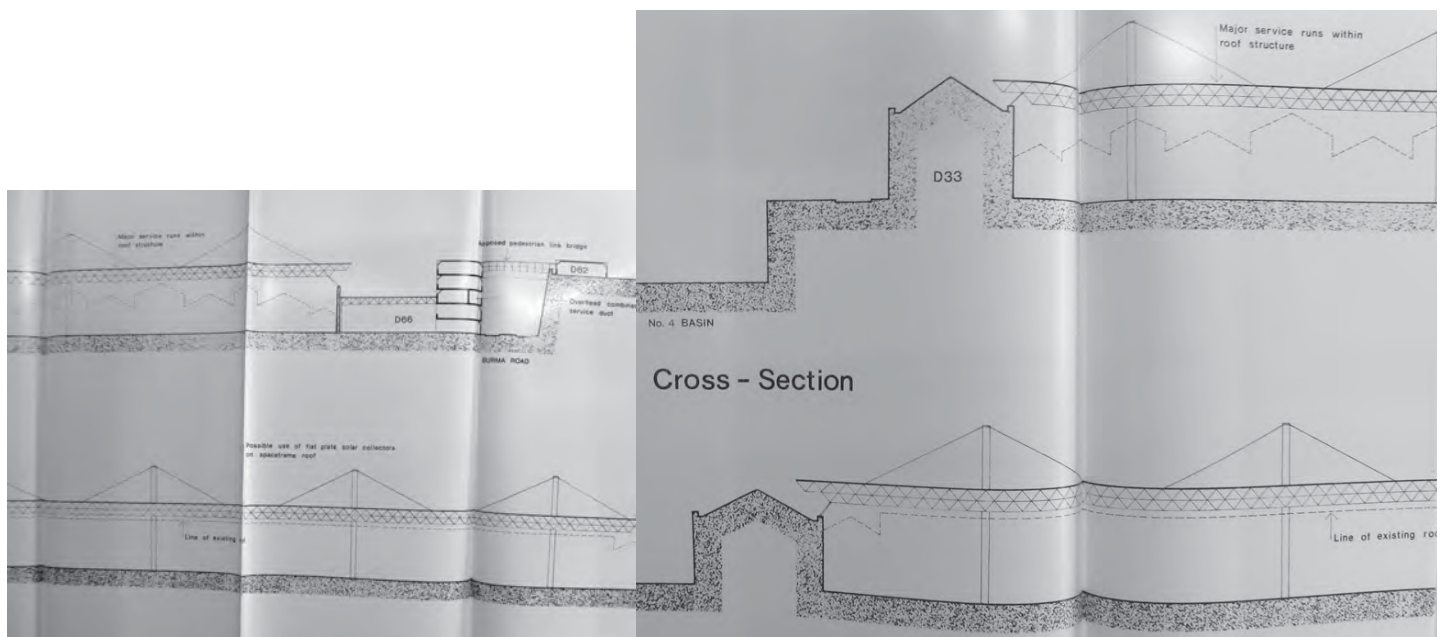 Major service runs within
roof structure
Proposed pedestrian link bridge
D62
D66
Overhead combine
service duct
BURMA ROAD
Possible use of flat plate solar collectors
on spaceframe roof
Line of existing
Major service runs within
roof structure
D33
No. 4 BASIN
Cross - Section
Line of existing roo